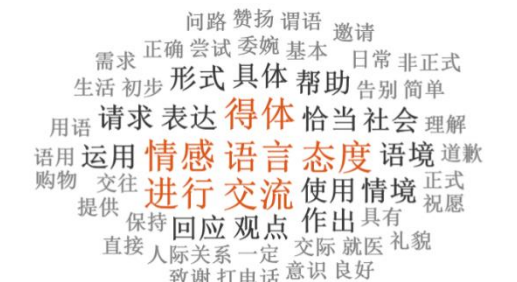 问路 赞扬 谓语 邀请
需求 正确 尝试 委婉 基本 日常 非正式
生活 初步 形式 具体 帮助 告别 简单
用语 请求 表达 得体 恰当 社会 理解
语用 运用 情感 语言 态度 语境 道歉
购物 交往 进行 交流 使用 情境 正式
提供 保持 回应 观点 作出 具有 祝愿
直接 人际关系 一定 交际 就医 礼貌
致谢 打电话 意识 良好